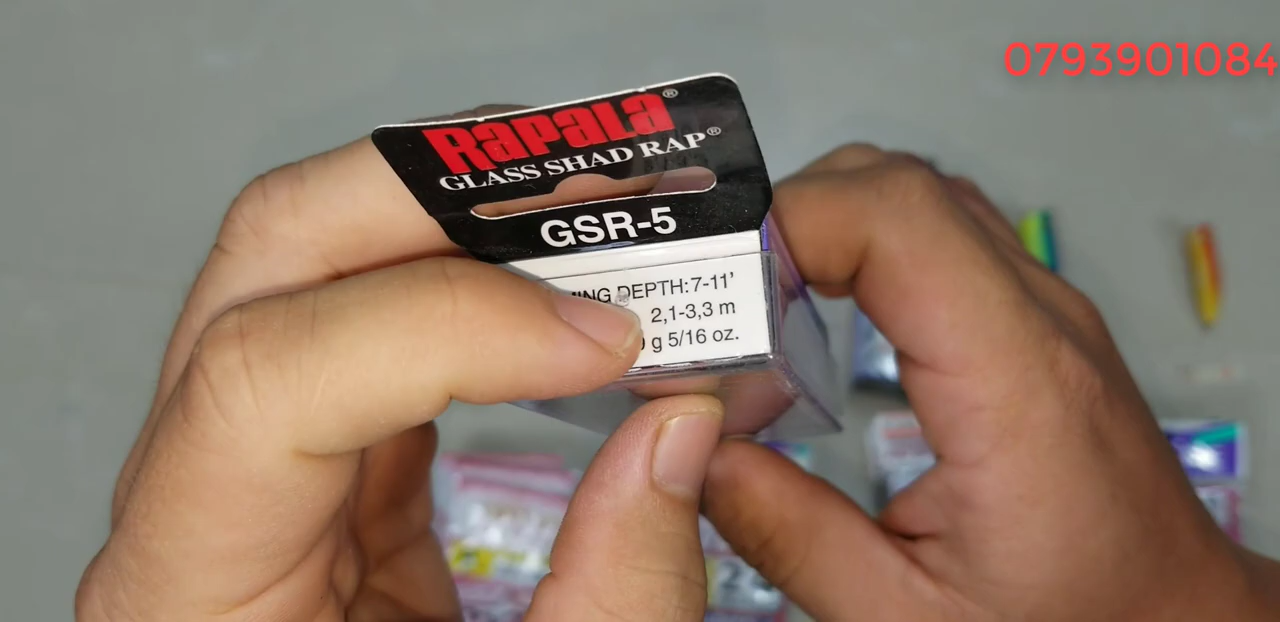 0793901084
RAPALA®
GLASS SHAD RAP®
GSR-5
DEPTH: 7-11'
2,1-3,3 m
g 5/16 oz.